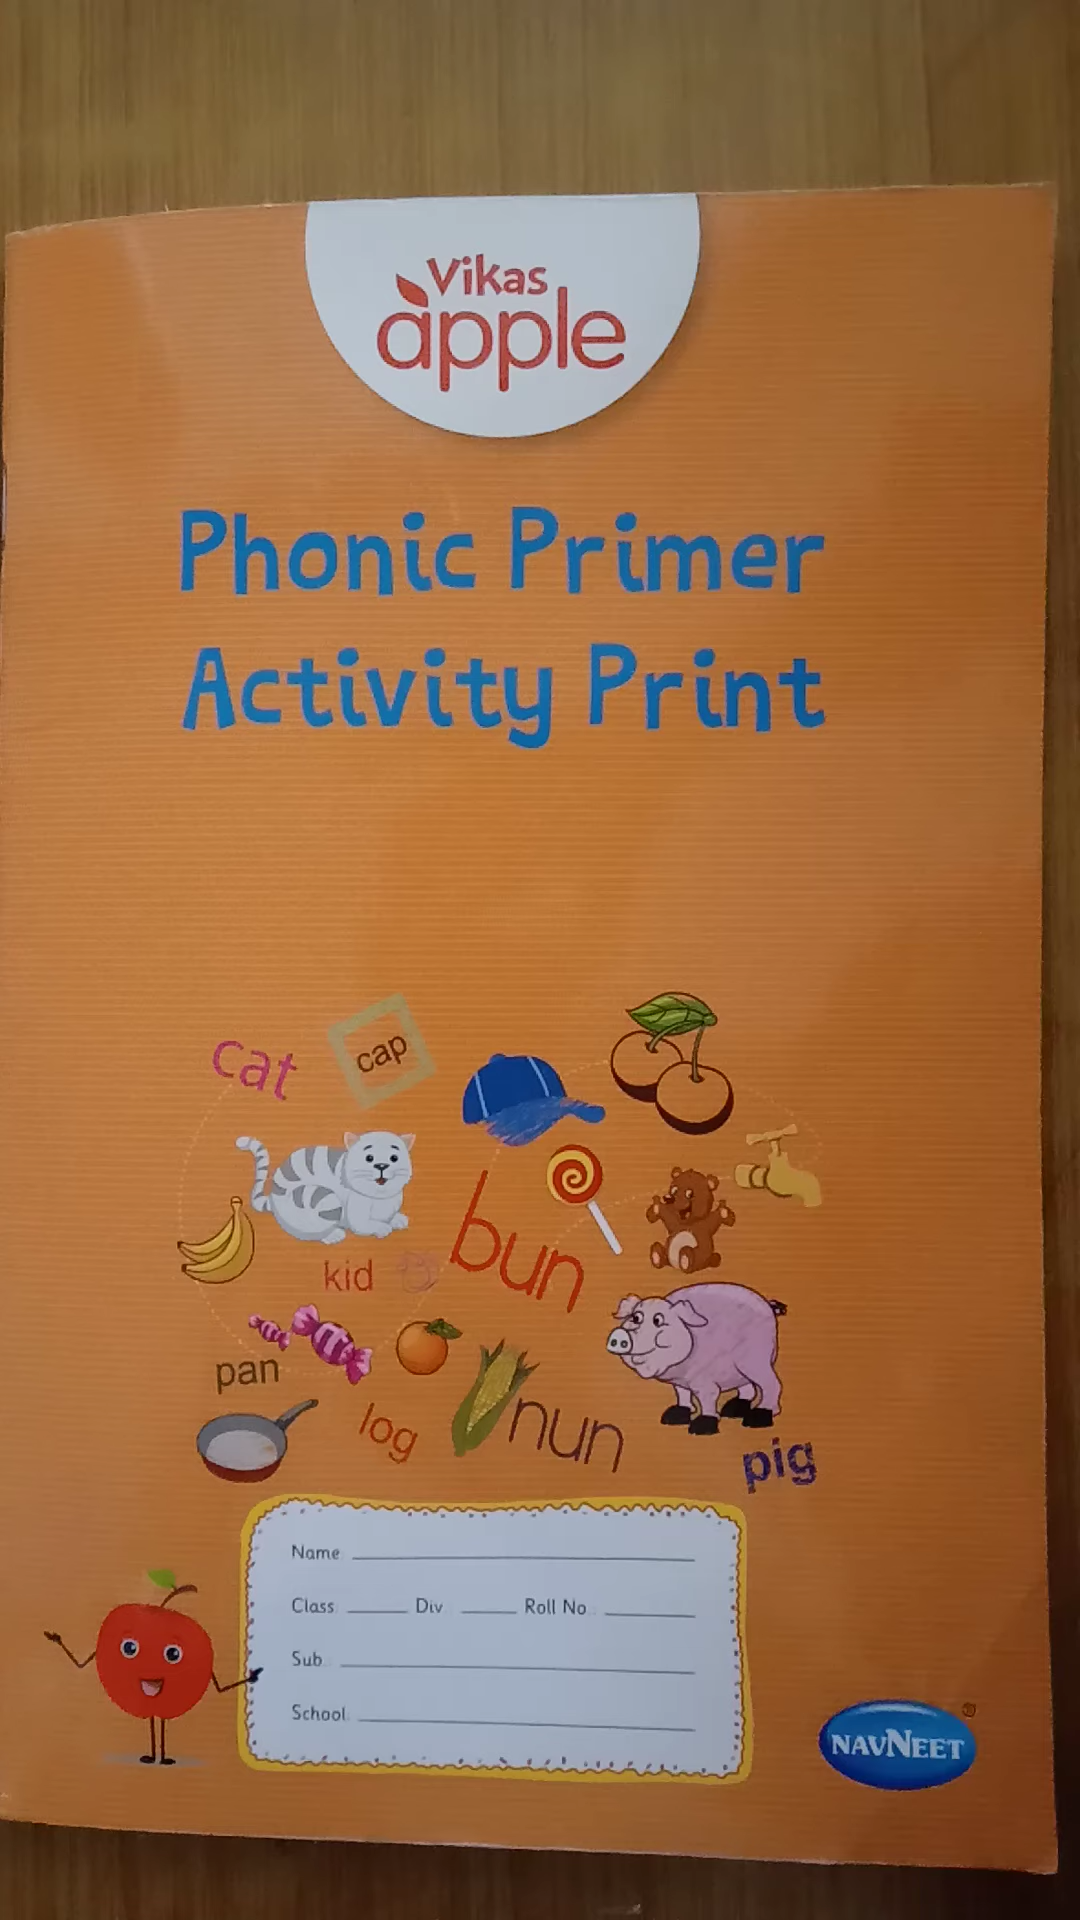 Vikas
apple
Phonic Primer
Activity Print
cat
cap
bun
kid
pan
log
nun
pig
Name
Class Div Roll No
Sub
School
NAVNEET ®